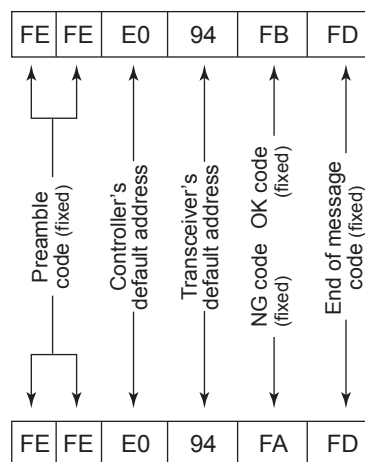 FE FE E0 94 FB FD
Preamble
code (fixed)
Controller's
default address
Transceiver's
default address
OK code
(fixed)
NG code
(fixed)
End of message
code (fixed)
FE FE E0 94 FA FD